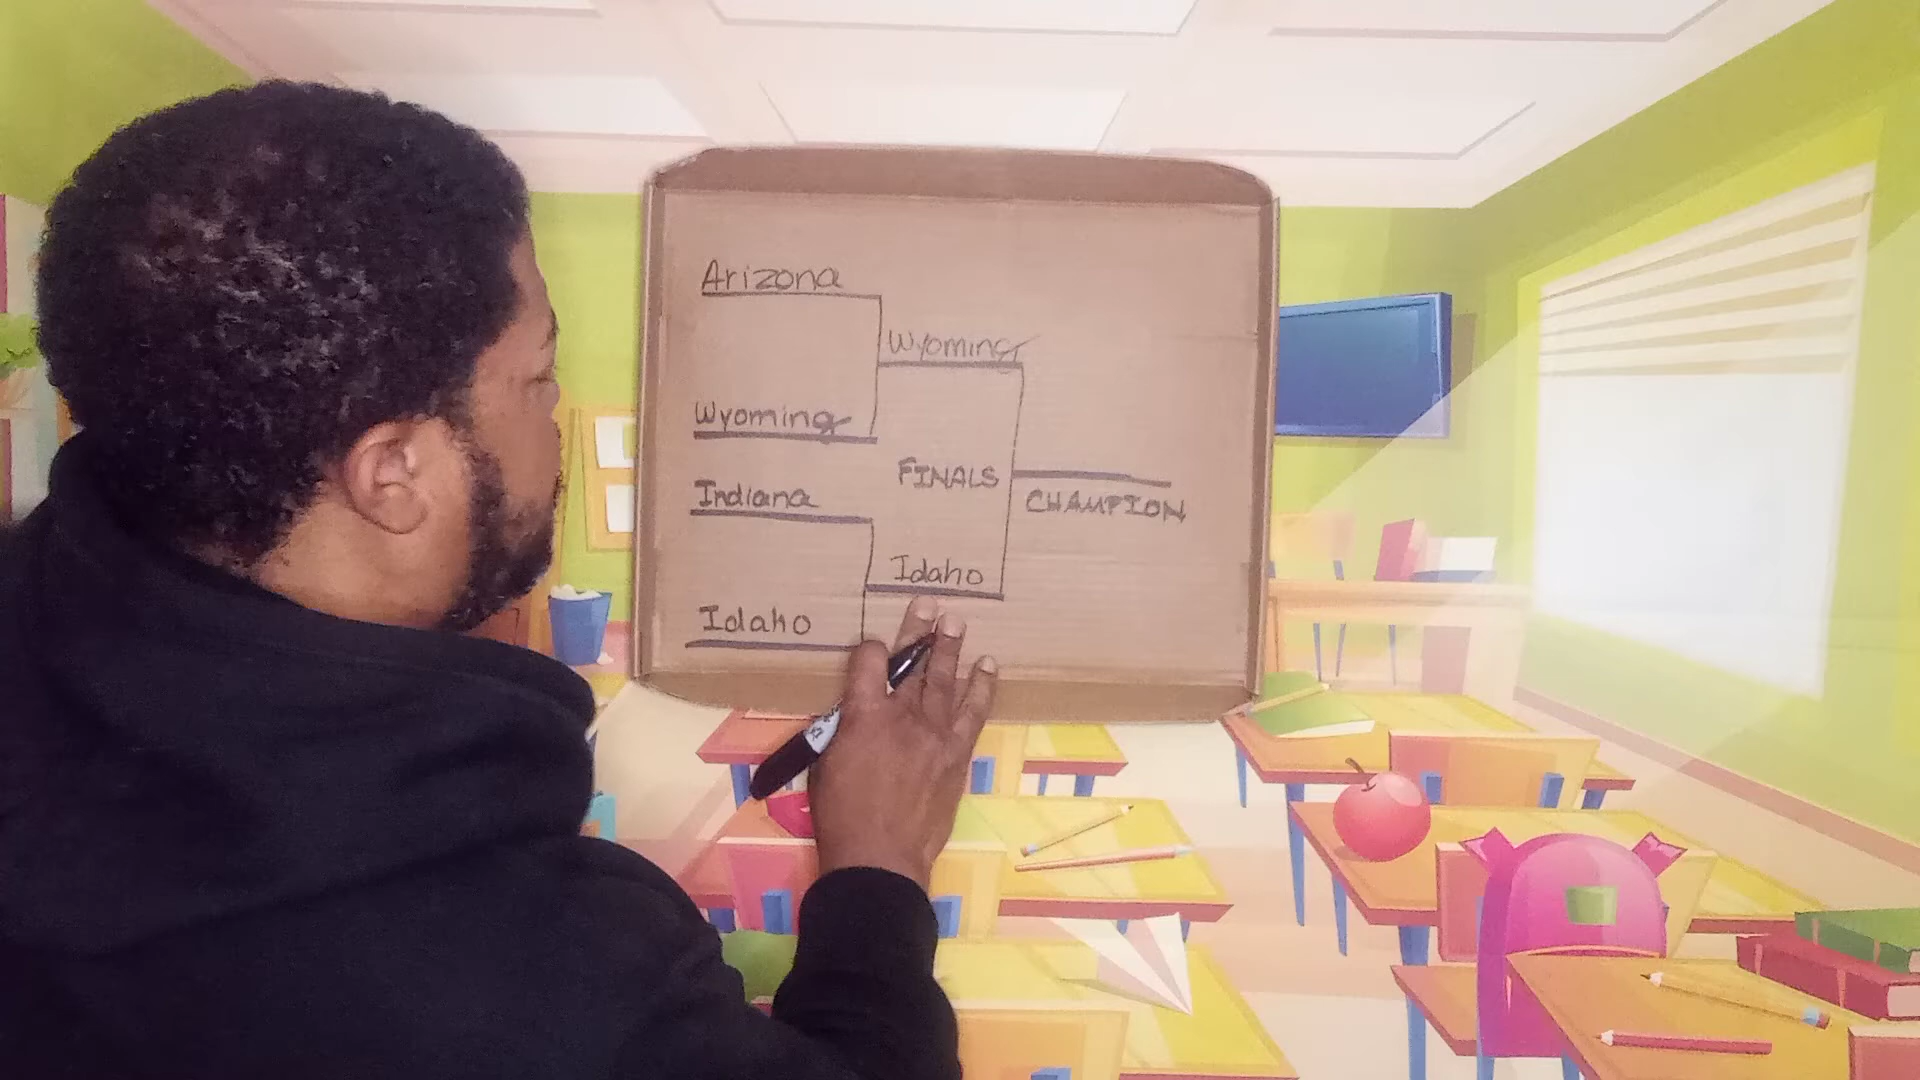 Arizona
Wyoming
Wyoming
FINALS
Indiana
CHAMPION
Idaho
Idaho